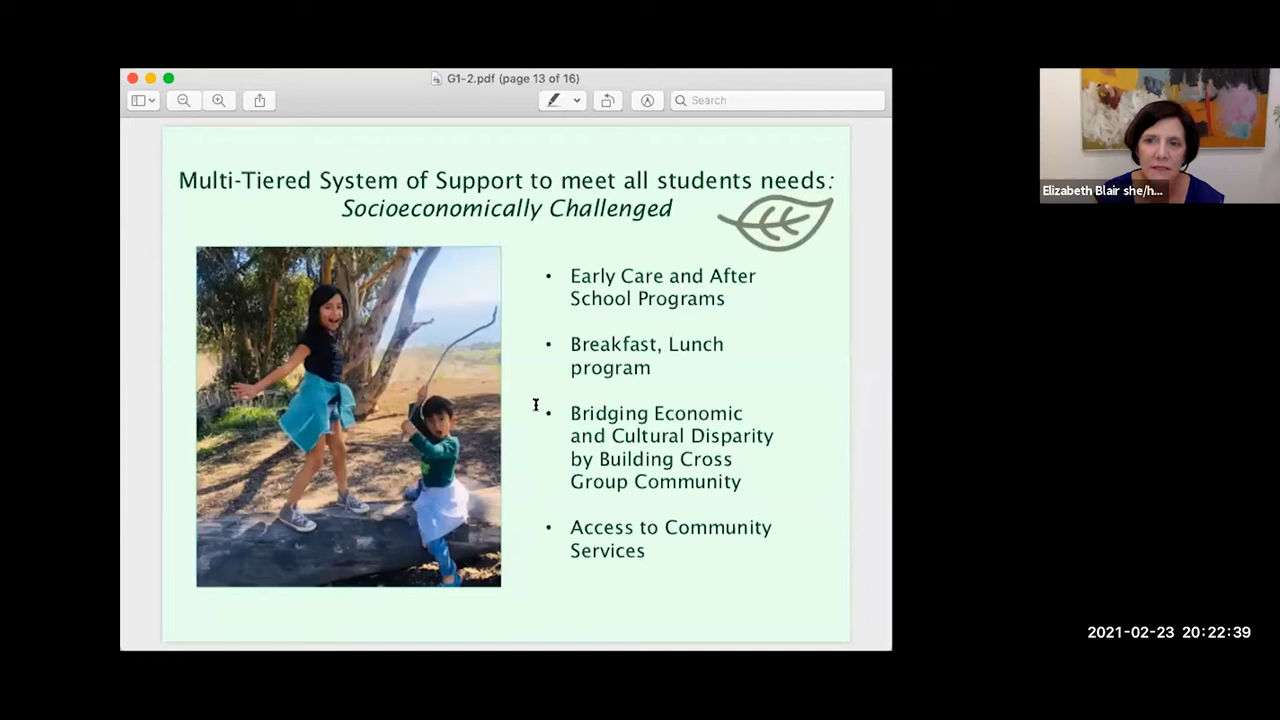 G1-2.pdf (page 13 of 16)
Search
Multi-Tiered System of Support to meet all students needs:
Socioeconomically Challenged
• Early Care and After
School Programs
• Breakfast, Lunch
program
• Bridging Economic
and Cultural Disparity
by Building Cross
Group Community
• Access to Community
Services
Elizabeth Blair she/h...
2021-02-23 20:22:39